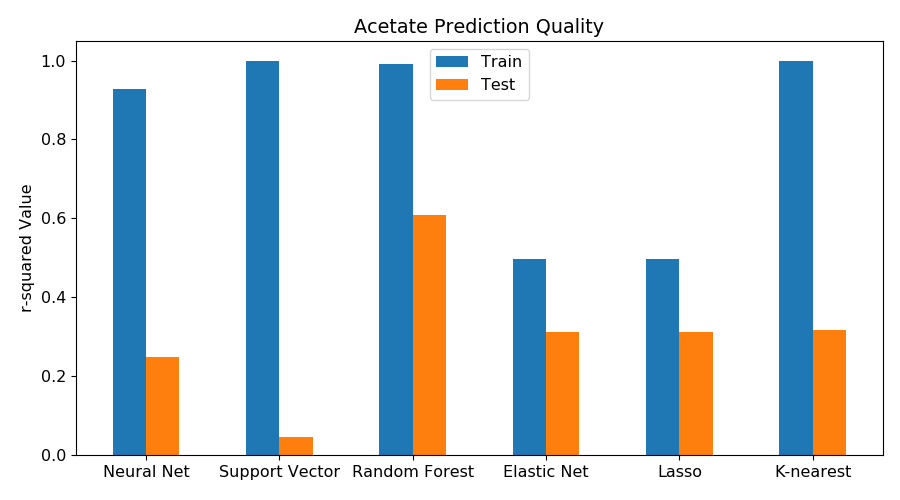 Acetate Prediction Quality
Train
Test
r-squared Value
1.0
0.8
0.6
0.4
0.2
0.0
Neural Net Support Vector Random Forest Elastic Net Lasso K-nearest